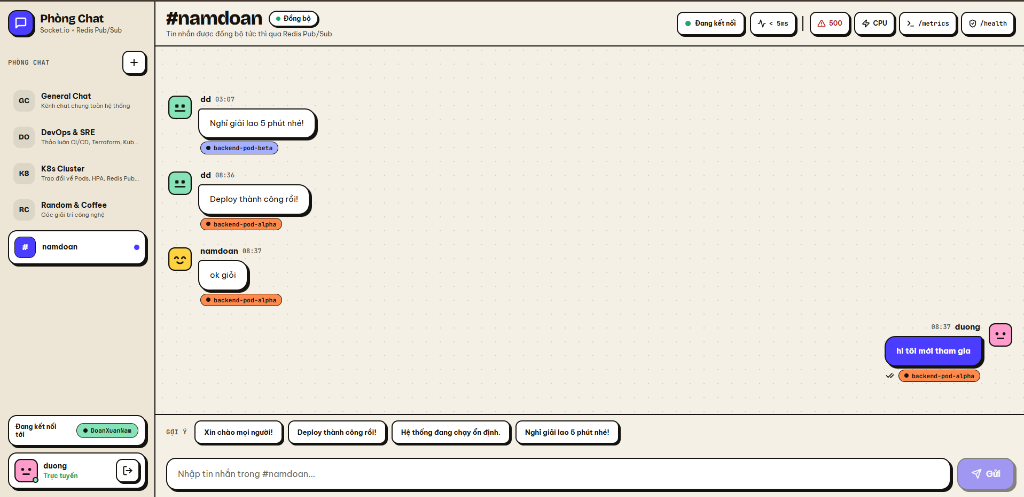 Phòng Chat
Socket.io • Redis Pub/Sub
PHÒNG CHAT
+
GC
General Chat
Kênh chat chung toàn hệ thống
DO
DevOps & SRE
Thảo luận CI/CD, Terraform, Kub...
K8
K8s Cluster
Trao đổi về Pods, HPA, Redis Pub...
RC
Random & Coffee
Góc giải trí công nghệ
#
namdoan
Đang kết nối tới
DoanXuanNam
duong
Trực tuyến
#namdoan
Đồng bộ
Tin nhắn được đồng bộ tức thì qua Redis Pub/Sub
Đang kết nối
< 5ms
500
CPU
/metrics
/health
dd 03:07
Nghỉ giải lao 5 phút nhé!
backend-pod-beta
dd 08:36
Deploy thành công rồi!
backend-pod-alpha
namdoan 08:37
ok giỏi
backend-pod-alpha
08:37 duong
hi tôi mới tham gia
backend-pod-alpha
GỢI Ý
Xin chào mọi người!
Deploy thành công rồi!
Hệ thống đang chạy ổn định.
Nghỉ giải lao 5 phút nhé!
Nhập tin nhắn trong #namdoan...
Gửi